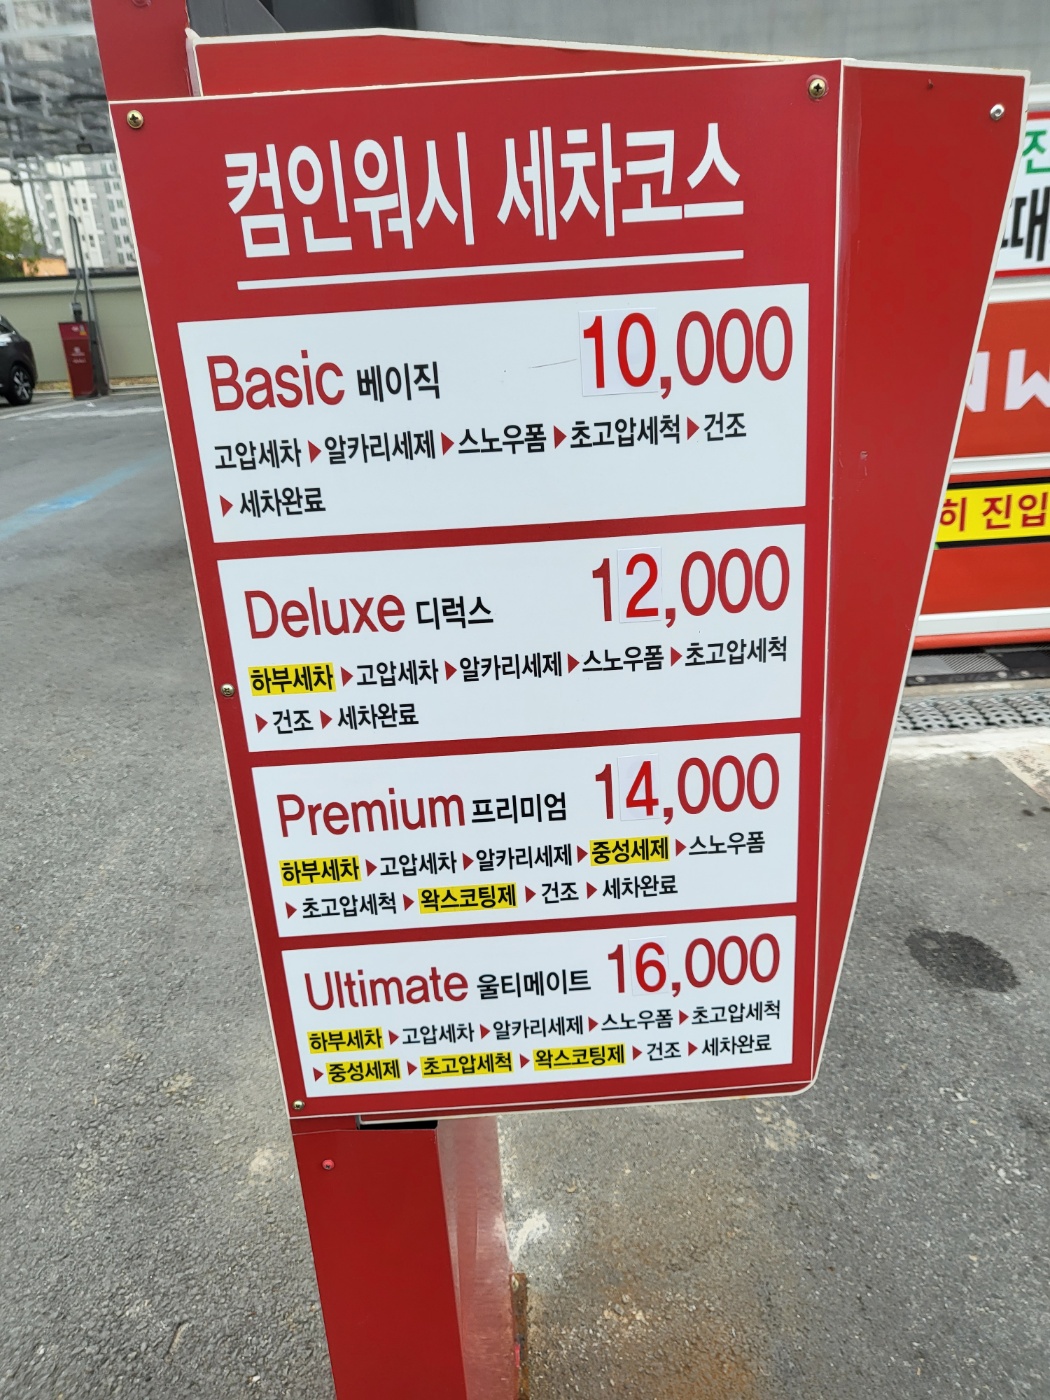 컴인워시 세차코스
Basic 베이직 10,000
고압세차 ▶ 알카리세제 ▶ 스노우폼 ▶ 초고압세척 ▶ 건조
▶ 세차완료
Deluxe 디럭스 12,000
하부세차 ▶ 고압세차 ▶ 알카리세제 ▶ 스노우폼 ▶ 초고압세척
▶ 건조 ▶ 세차완료
Premium 프리미엄 14,000
하부세차 ▶ 고압세차 ▶ 알카리세제 ▶ 중성세제 ▶ 스노우폼
▶ 초고압세척 ▶ 왁스코팅제 ▶ 건조 ▶ 세차완료
Ultimate 울티메이트 16,000
하부세차 ▶ 고압세차 ▶ 알카리세제 ▶ 스노우폼 ▶ 초고압세척
▶ 중성세제 ▶ 초고압세척 ▶ 왁스코팅제 ▶ 건조 ▶ 세차완료
히 진입